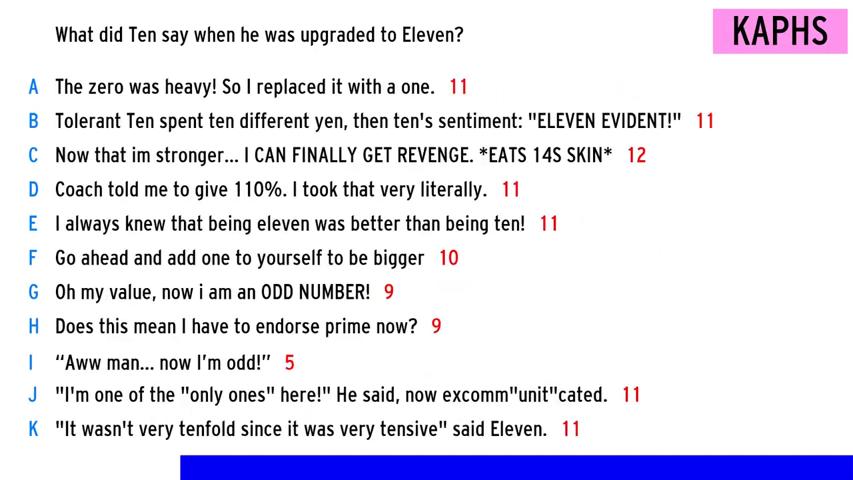 What did Ten say when he was upgraded to Eleven?
KAPHS
A The zero was heavy! So I replaced it with a one. 11
B Tolerant Ten spent ten different yen, then ten's sentiment: "ELEVEN EVIDENT!" 11
C Now that im stronger... I CAN FINALLY GET REVENGE. *EATS 14S SKIN* 12
D Coach told me to give 110%. I took that very literally. 11
E I always knew that being eleven was better than being ten! 11
F Go ahead and add one to yourself to be bigger 10
G Oh my value, now i am an ODD NUMBER! 9
H Does this mean I have to endorse prime now? 9
I “Aww man... now I’m odd!” 5
J "I'm one of the "only ones" here!" He said, now excomm"unit"cated. 11
K "It wasn't very tenfold since it was very tensive" said Eleven. 11